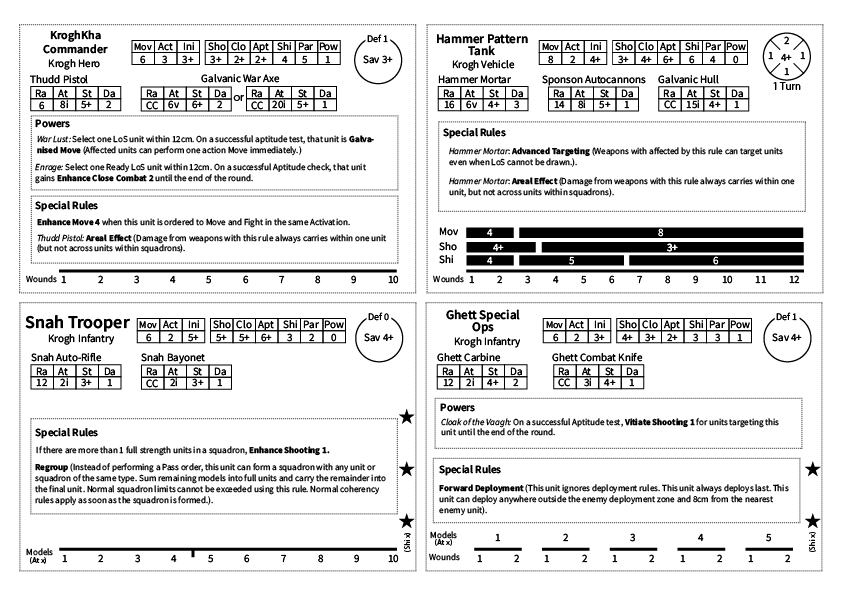 KroghKha
Commander
Krogh Hero
Mov Act Ini Sho Clo Apt Shi Par Pow
6 3 3+ 3+ 2+ 2+ 4 5 1
Def 1
Sav 3+
Thudd Pistol
Ra At St Da
6 8i 5+ 2
Galvanic War Axe
Ra At St Da or Ra At St Da
CC 6v 6+ 2 CC 20i 5+ 1
Powers
War Lust: Select one LoS unit within 12cm. On a successful aptitude test, that unit is Galva-
nised Move (Affected units can perform one action Move immediately.)
Enrage: Select one Ready LoS unit within 12cm. On a successful Aptitude check, that unit
gains Enhance Close Combat 2 until the end of the round.
Special Rules
Enhance Move 4 when this unit is ordered to Move and Fight in the same Activation.
Thudd Pistol: Areal Effect (Damage from weapons with this rule always carries within one unit
(but not across units within squadrons).
Wounds 1 2 3 4 5 6 7 8 9 10
Hammer Pattern
Tank
Krogh Vehicle
Mov Act Ini Sho Clo Apt Shi Par Pow
8 2 4+ 3+ 4+ 6+ 6 4 0
2
1 4+ 1
1
1 Turn
Hammer Mortar
Ra At St Da
16 6v 4+ 3
Sponson Autocannons
Ra At St Da
14 8i 5+ 1
Galvanic Hull
Ra At St Da
CC 15i 4+ 1
Special Rules
Hammer Mortar: Advanced Targeting (Weapons with affected by this rule can target units
even when LoS cannot be drawn.).
Hammer Mortar: Areal Effect (Damage from weapons with this rule always carries within one
unit, but not across units within squadrons).
Mov 4 8
Sho 4+ 3+
Shi 4 5 6
Wounds 1 2 3 4 5 6 7 8 9 10 11 12
Snah Trooper
Krogh Infantry
Mov Act Ini Sho Clo Apt Shi Par Pow
6 2 5+ 5+ 5+ 6+ 3 2 0
Def 0
Sav 4+
Snah Auto-Rifle
Ra At St Da
12 2i 3+ 1
Snah Bayonet
Ra At St Da
CC 2i 3+ 1
Special Rules
If there are more than 1 full strength units in a squadron, Enhance Shooting 1.
Regroup (Instead of performing a Pass order, this unit can form a squadron with any unit or
squadron of the same type. Sum remaining models into full units and carry the remainder into
the final unit. Normal squadron limits cannot be exceeded using this rule. Normal coherency
rules apply as soon as the squadron is formed.).
(Shi x)
Models
(At x)
1 2 3 4 5 6 7 8 9 10
Ghett Special
Ops
Krogh Infantry
Mov Act Ini Sho Clo Apt Shi Par Pow
6 2 3+ 4+ 3+ 2+ 3 3 1
Def 1
Sav 4+
Ghett Carbine
Ra At St Da
12 2i 4+ 2
Ghett Combat Knife
Ra At St Da
CC 3i 4+ 1
Powers
Cloak of the Vaagh: On a successful Aptitude test, Vitiate Shooting 1 for units targeting this
unit until the end of the round.
Special Rules
Forward Deployment (This unit ignores deployment rules. This unit always deploys last. This
unit can deploy anywhere outside the enemy deployment zone and 8cm from the nearest
enemy unit).
(Shi x)
Models
(At x)
1 2 3 4 5
Wounds 1 2 1 2 1 2 1 2 1 2